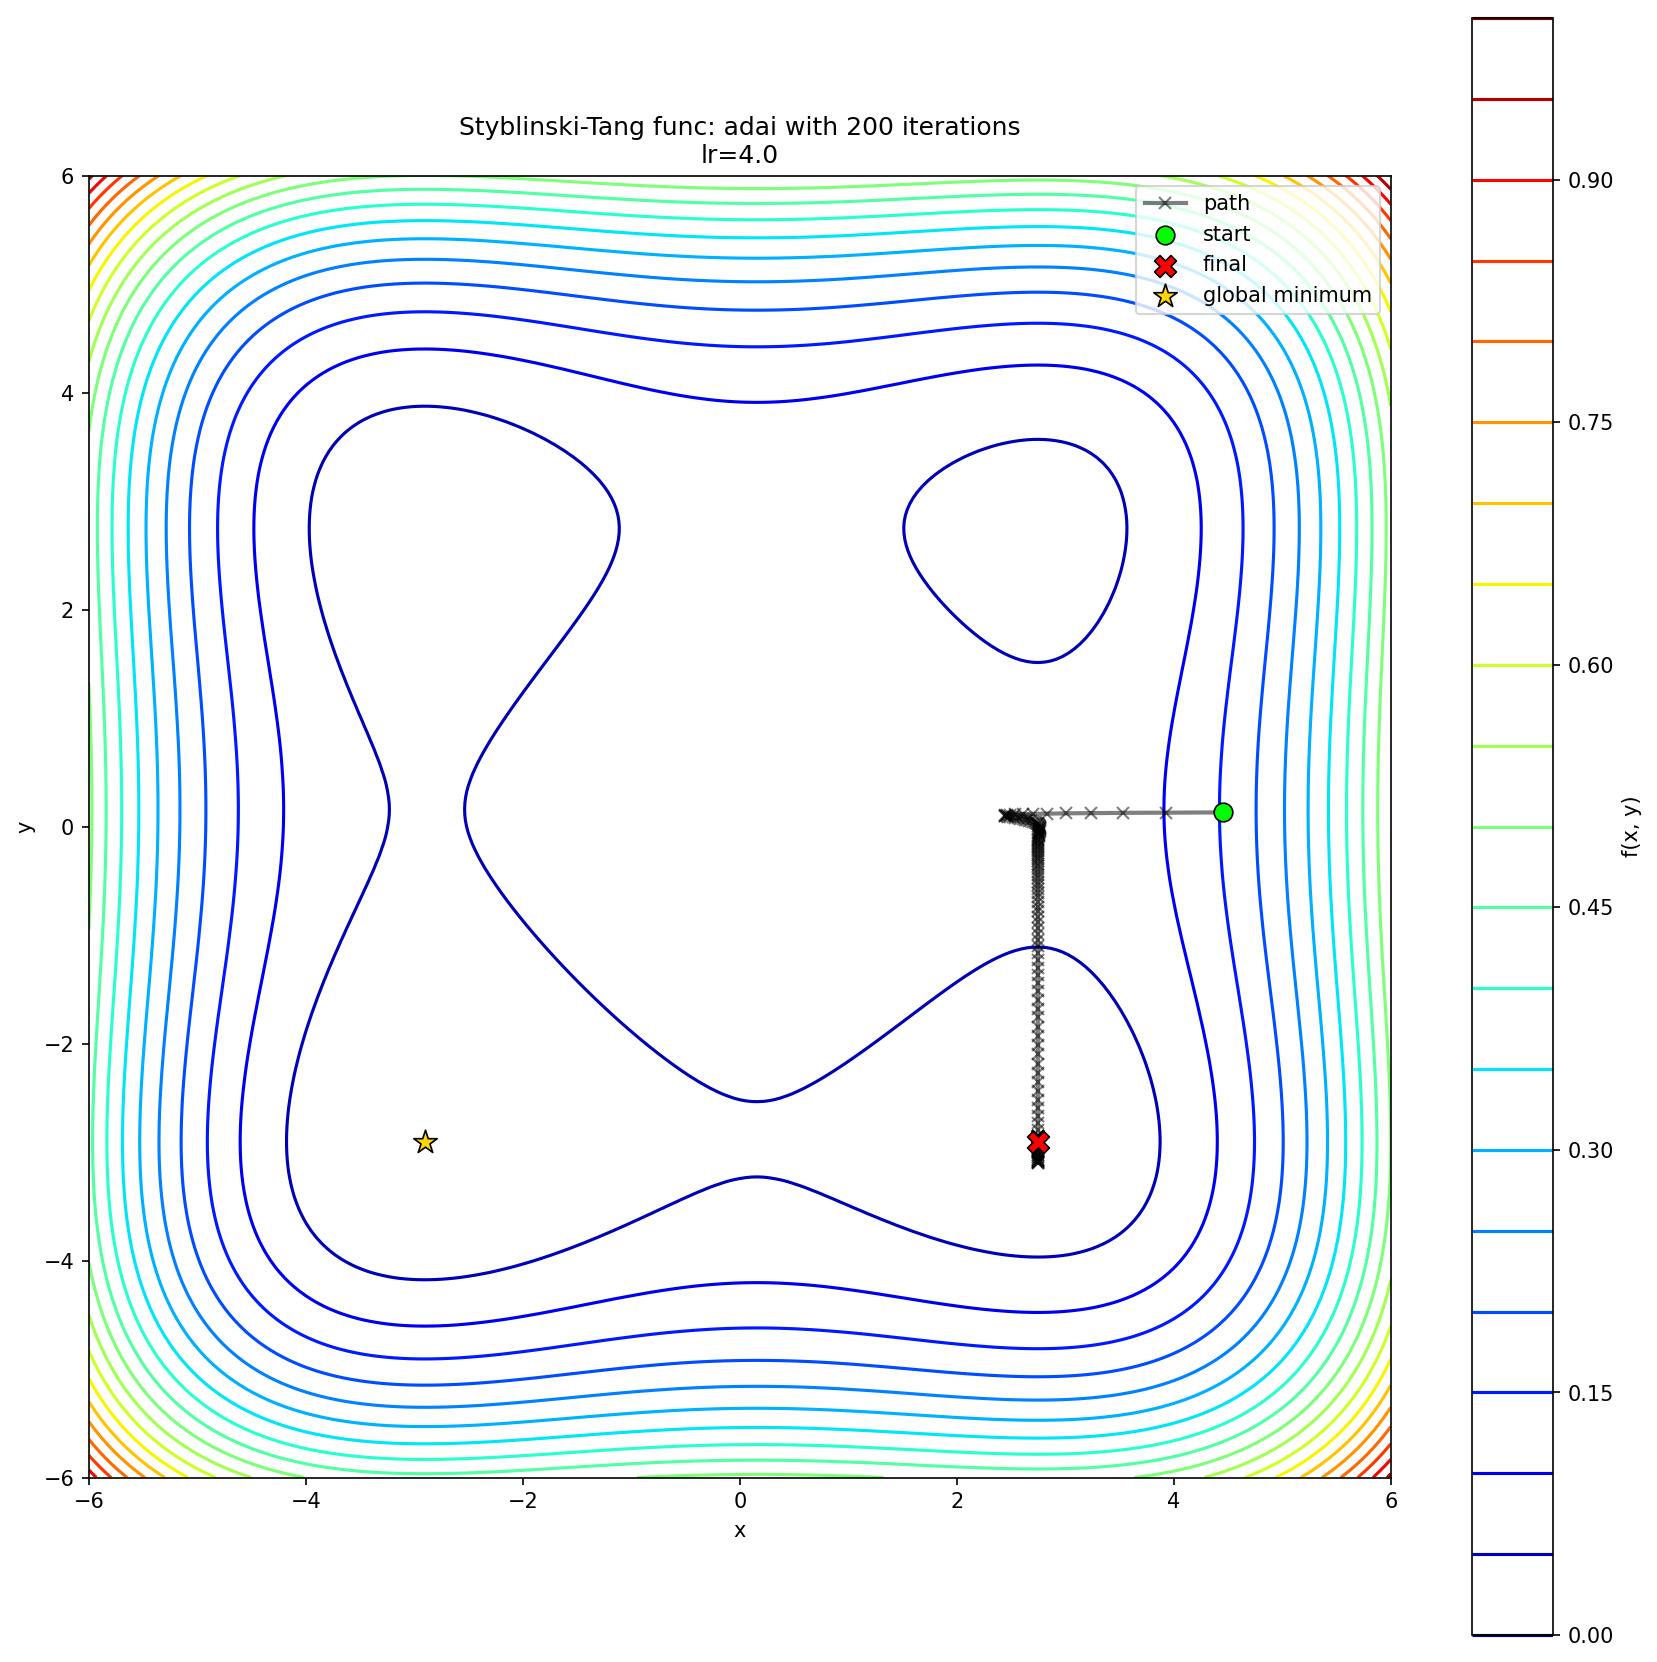 Styblinski-Tang func: adai with 200 iterations
lr=4.0
path
start
final
global minimum
6
4
2
0
−2
−4
−6
y
−6 −4 −2 0 2 4 6
x
0.90
0.75
0.60
0.45
0.30
0.15
0.00
f(x, y)